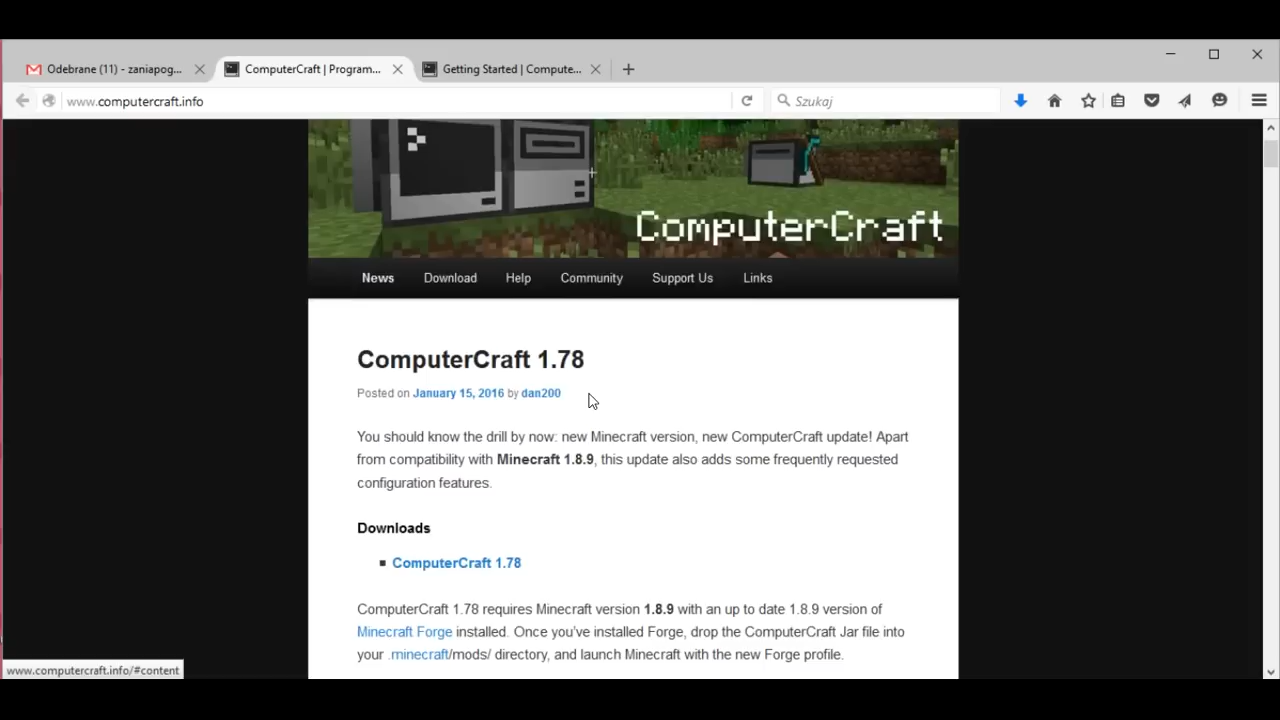 Odebrane (11) - zaniapog...
ComputerCraft | Program...
Getting Started | Compute...
www.computercraft.info
Szukaj
ComputerCraft
News Download Help Community Support Us Links
ComputerCraft 1.78
Posted on January 15, 2016 by dan200
You should know the drill by now: new Minecraft version, new ComputerCraft update! Apart
from compatibility with Minecraft 1.8.9, this update also adds some frequently requested
configuration features.
Downloads
ComputerCraft 1.78
ComputerCraft 1.78 requires Minecraft version 1.8.9 with an up to date 1.8.9 version of
Minecraft Forge installed. Once you’ve installed Forge, drop the ComputerCraft Jar file into
your .minecraft/mods/ directory, and launch Minecraft with the new Forge profile.
www.computercraft.info/#content